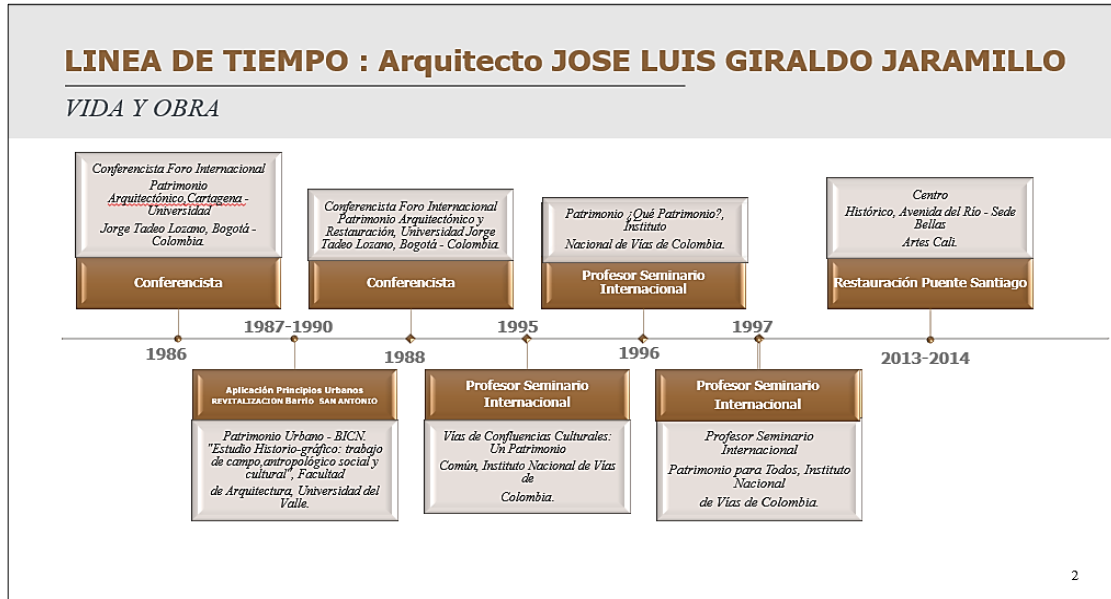 LINEA DE TIEMPO : Arquitecto JOSE LUIS GIRALDO JARAMILLO
VIDA Y OBRA
Conferencista Foro Internacional
Patrimonio
Arquitectónico,Cartagena -
Universidad
Jorge Tadeo Lozano, Bogotá -
Colombia.
Conferencista
1986
1987-1990
Aplicación Principios Urbanos
REVITALIZACIÓN Barrio SAN ANTONIO
Patrimonio Urbano - BICN.
"Estudio Historio-gráfico: trabajo
de campo,antropológico social y
cultural", Facultad
de Arquitectura, Universidad del
Valle.
Conferencista Foro Internacional
Patrimonio Arquitectónico y
Restauración, Universidad Jorge
Tadeo Lozano, Bogotá - Colombia.
Conferencista
1988
1995
Profesor Seminario
Internacional
Vías de Confluencias Culturales:
Un Patrimonio
Común, Instituto Nacional de Vías
de
Colombia.
Patrimonio ¿Qué Patrimonio?,
Instituto
Nacional de Vías de Colombia.
Profesor Seminario
Internacional
1996
1997
Profesor Seminario
Internacional
Profesor Seminario
Internacional
Patrimonio para Todos, Instituto
Nacional
de Vías de Colombia.
Centro
Histórico, Avenida del Río - Sede
Bellas
Artes Cali.
Restauración Puente Santiago
2013-2014
2